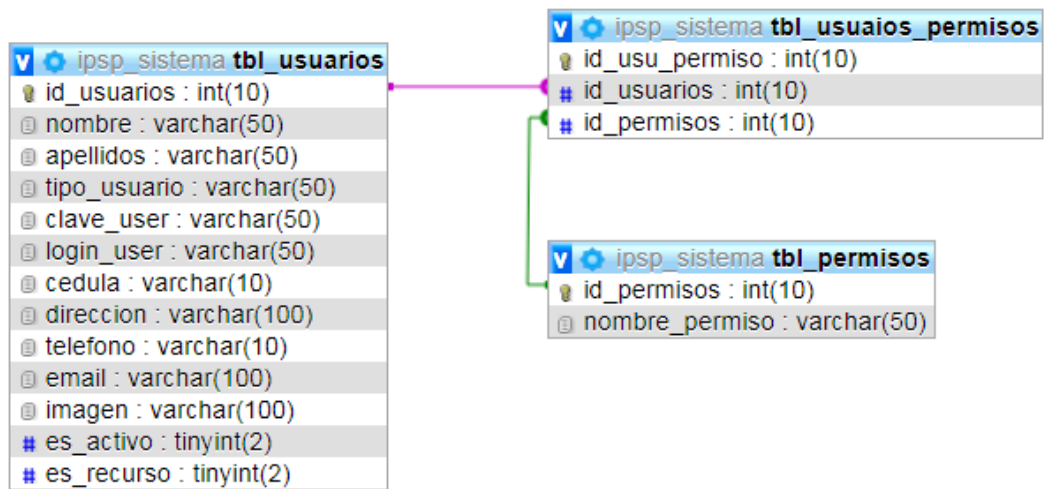 ipsp_sistema tbl_usuarios
id_usuarios : int(10)
nombre : varchar(50)
apellidos : varchar(50)
tipo_usuario : varchar(50)
clave_user : varchar(50)
login_user : varchar(50)
cedula : varchar(10)
direccion : varchar(100)
telefono : varchar(10)
email : varchar(100)
imagen : varchar(100)
# es_activo : tinyint(2)
# es_recurso : tinyint(2)
ipsp_sistema tbl_usuaios_permisos
id_usu_permiso : int(10)
# id_usuarios : int(10)
# id_permisos : int(10)
ipsp_sistema tbl_permisos
id_permisos : int(10)
nombre_permiso : varchar(50)